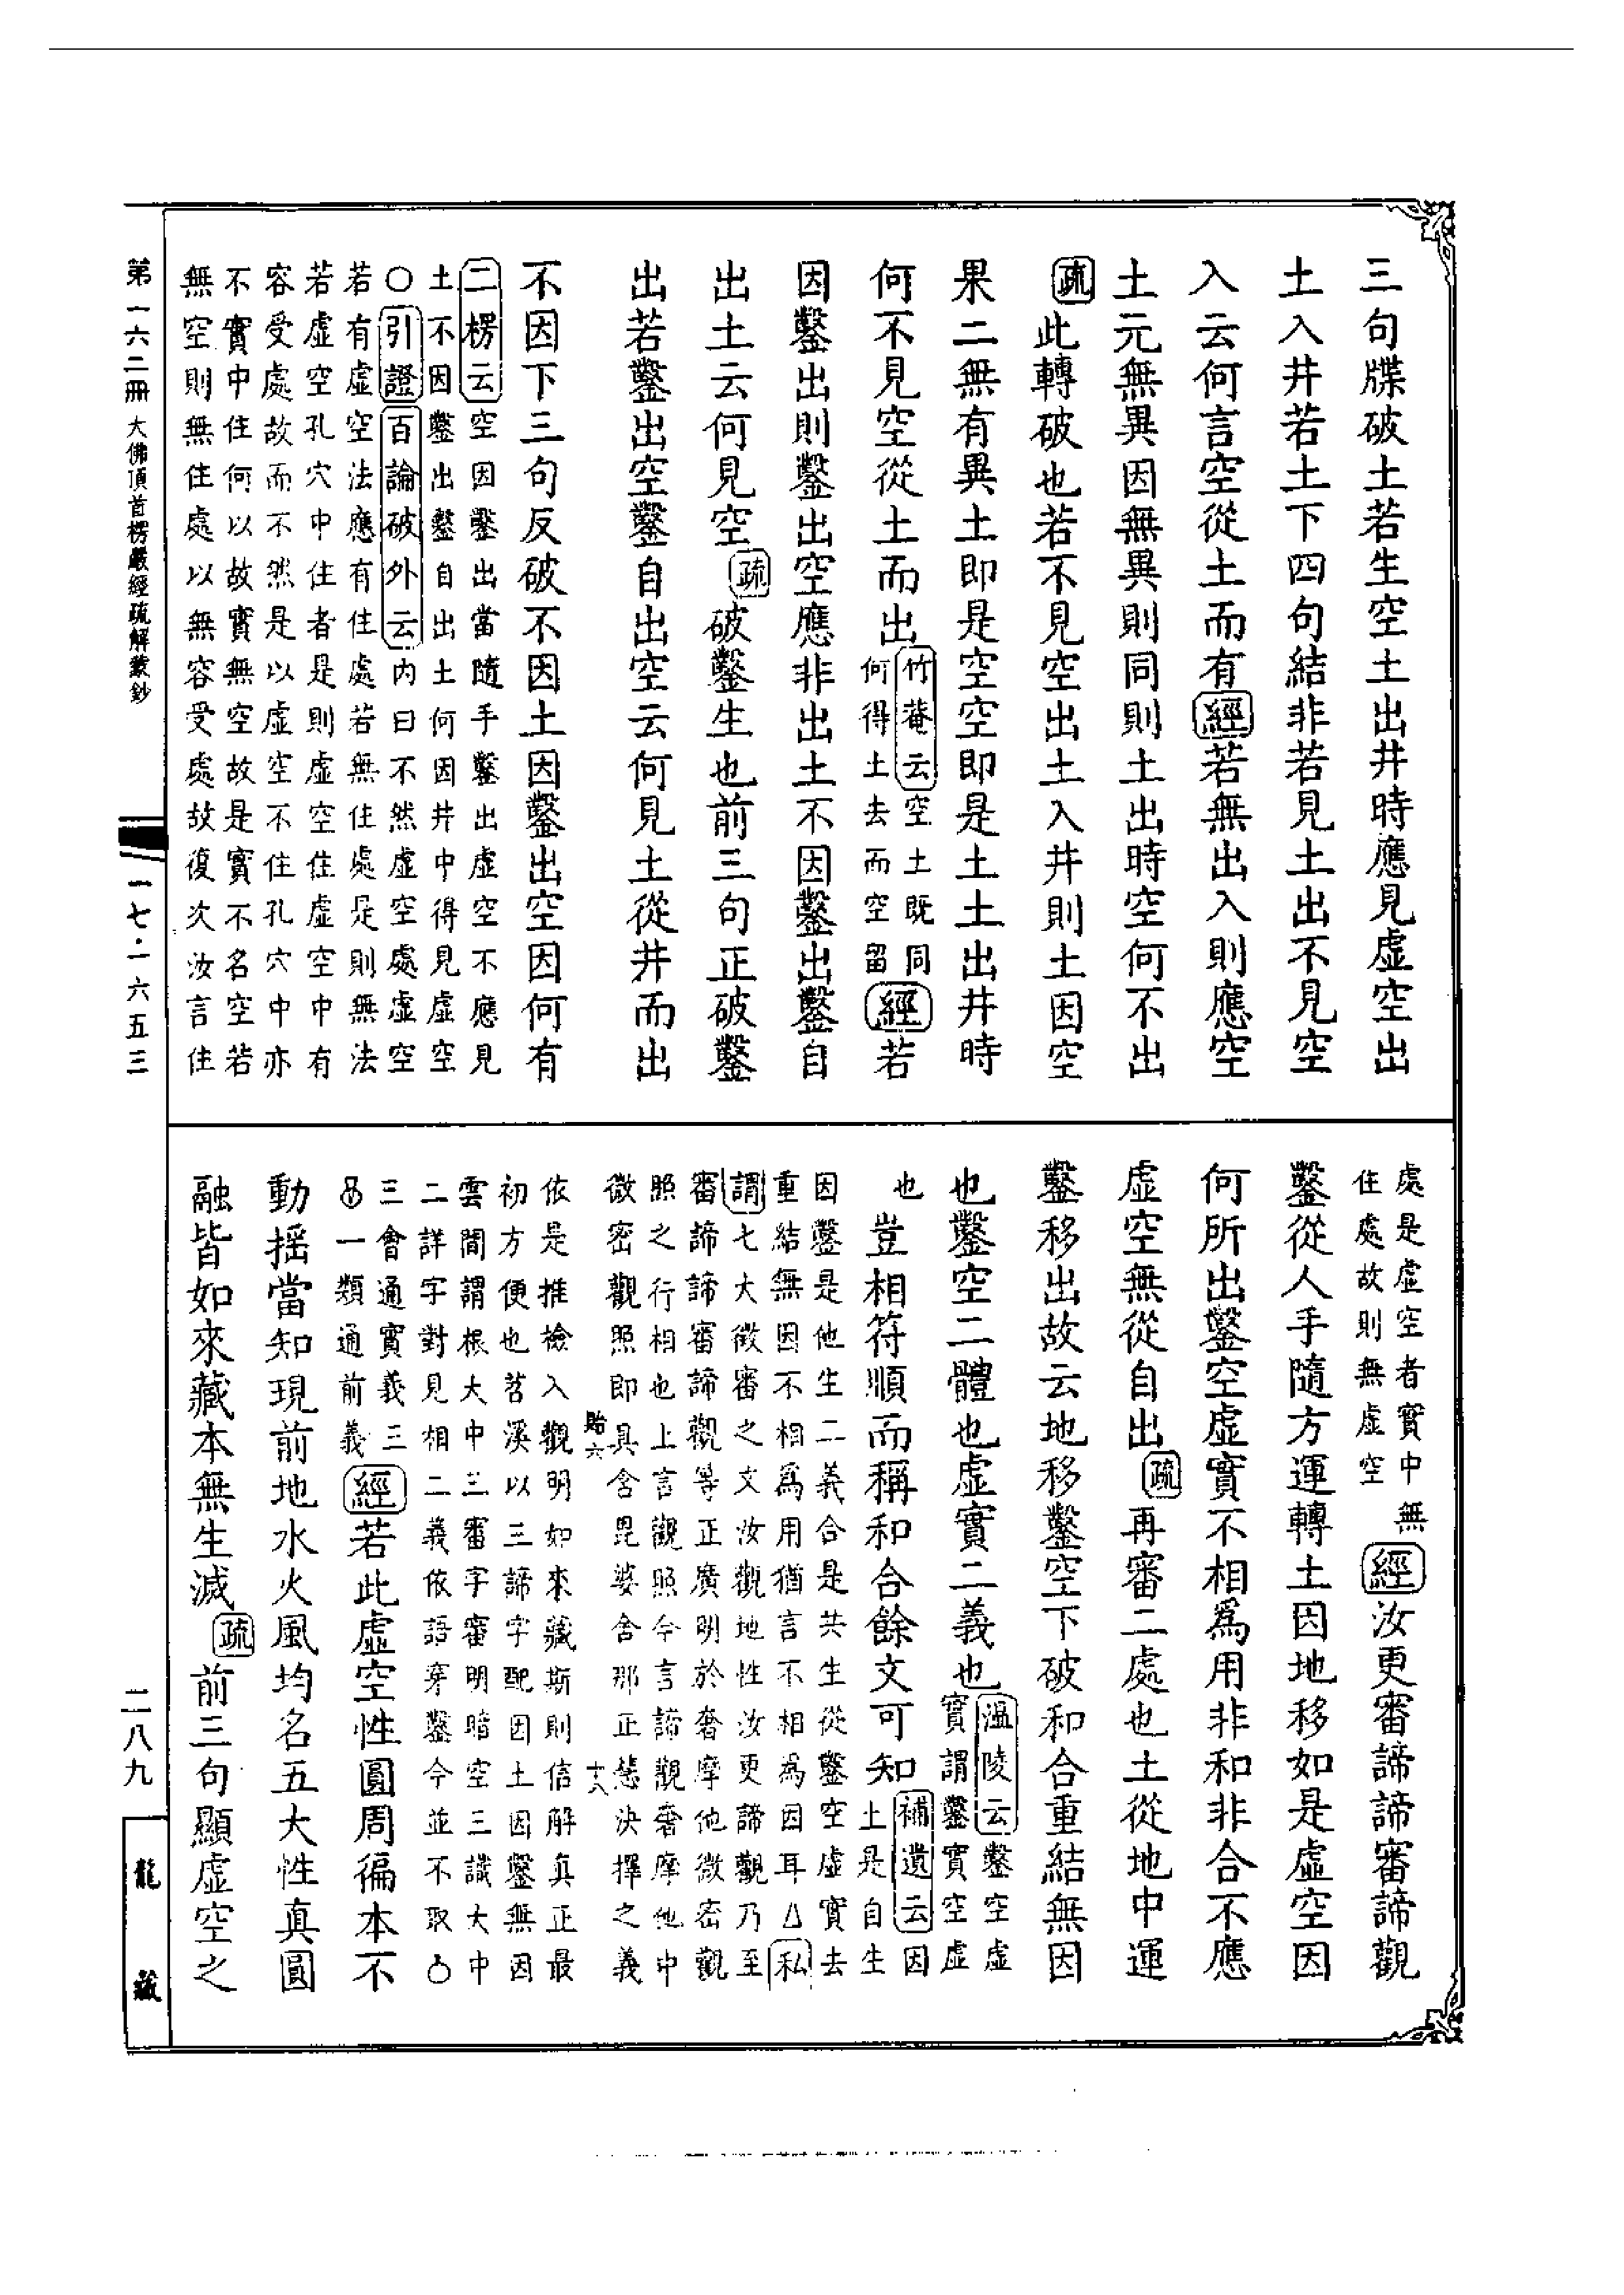 三句牒破土若生空土出井時應見虛空出
土入井若土下四句結非若見土出不見空
入云何言空從土而有經若無出入則應空
土元無異因無異則同則土出時空何不出
疏此轉破也若不見空出土入井則土因空
果二無有異土即是空空即是土土出井時
何不見空從土而出竹菴云空土既同何得土去而空留經若
因鑿出則鑿出空應非出土不因鑿出鑿自
出土云何見空疏破鑿生也前三句正破鑿
出若鑿出空鑿自出空云何見土從井而出
不因下三句反破不因土因鑿出空因何有
二楞云空因鑿出當隨手鑿出虛空不應見
土不因鑿出鑿自出土何因井中得見虛空
○引證百論破外云內曰不然虛空處虛空
若有虛空法應有住處若無住處是則無法
若虛空孔穴中住者是則虛空住虛空中有
容受處故而不然是以虛空不住孔穴中亦
不實中住何以故實無空故是實不名空若
無空則無住處以無容受處故復次汝言住
第一六二冊 大佛頂首楞嚴經疏解蒙鈔
一七·一六五三
處是虛空者實中無
住處故則無虛空
經汝更審諦諦審諦觀
鑿從人手隨方運轉土因地移如是虛空因
何所出鑿空虛實不相爲用非和非合不應
虛空無從自出疏再審二處也土從地中運
鑿移出故云地移鑿空下破和合重結無因
也鑿空二體也虛實二義也溫陵云鑿空虛實謂鑿實空虛
也豈相符順而稱和合餘文可知補遺云因土是自生
因鑿是他生二義合是共生從鑿空虛實去
重結無因不相爲用猶言不相爲因耳△私
謂七大徵審之文汝觀地性汝更諦觀乃至
審諦諦審諦觀等正廣明於奢摩他微密觀
照之行相也上言觀照今言諦觀奢摩他中
微密觀照即具含毘婆舍那正慧決擇之義
貽六
十八
依是推檢入觀明如來藏斯則信解真正最
初方便也苕溪以三諦字配因土因鑿無因
雲間謂根大中三審字審明暗空三識大中
二詳字對見相二義依語穿鑿今並不取○
三會通實義三
一類通前義
經若此虛空性圓周徧本不
動搖當知現前地水火風均名五大性真圓
融皆如來藏本無生滅疏前三句顯虛空之
二八九
龍藏